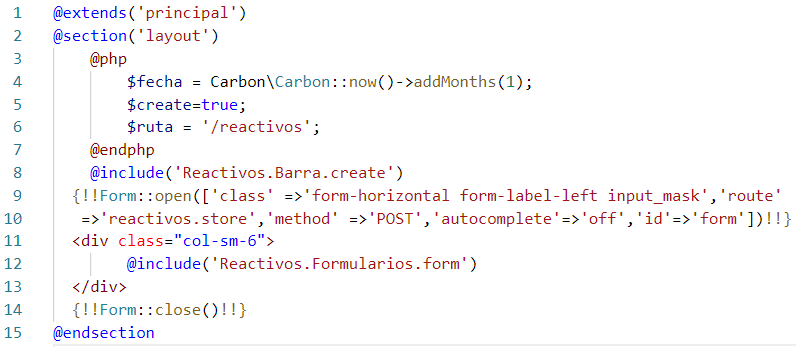 1 @extends('principal')
2 @section('layout')
3 @php
4 $fecha = Carbon\Carbon::now()->addMonths(1);
5 $create=true;
6 $ruta = '/reactivos';
7 @endphp
8 @include('Reactivos.Barra.create')
9 {!!Form::open(['class' =>'form-horizontal form-label-left input_mask','route'
10 =>'reactivos.store','method' =>'POST','autocomplete'=>'off','id'=>'form'])!!}
11 <div class="col-sm-6">
12 @include('Reactivos.Formularios.form')
13 </div>
14 {!!Form::close()!!}
15 @endsection